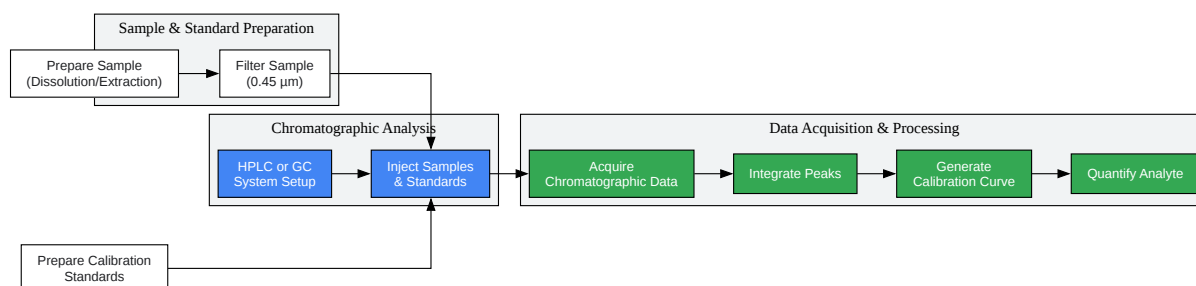 Sample & Standard Preparation
Prepare Sample
(Dissolution/Extraction)
Filter Sample
(0.45 µm)
Chromatographic Analysis
HPLC or GC
System Setup
Inject Samples
& Standards
Data Acquisition & Processing
Acquire
Chromatographic Data
Integrate Peaks
Generate
Calibration Curve
Quantify Analyte
Prepare Calibration
Standards